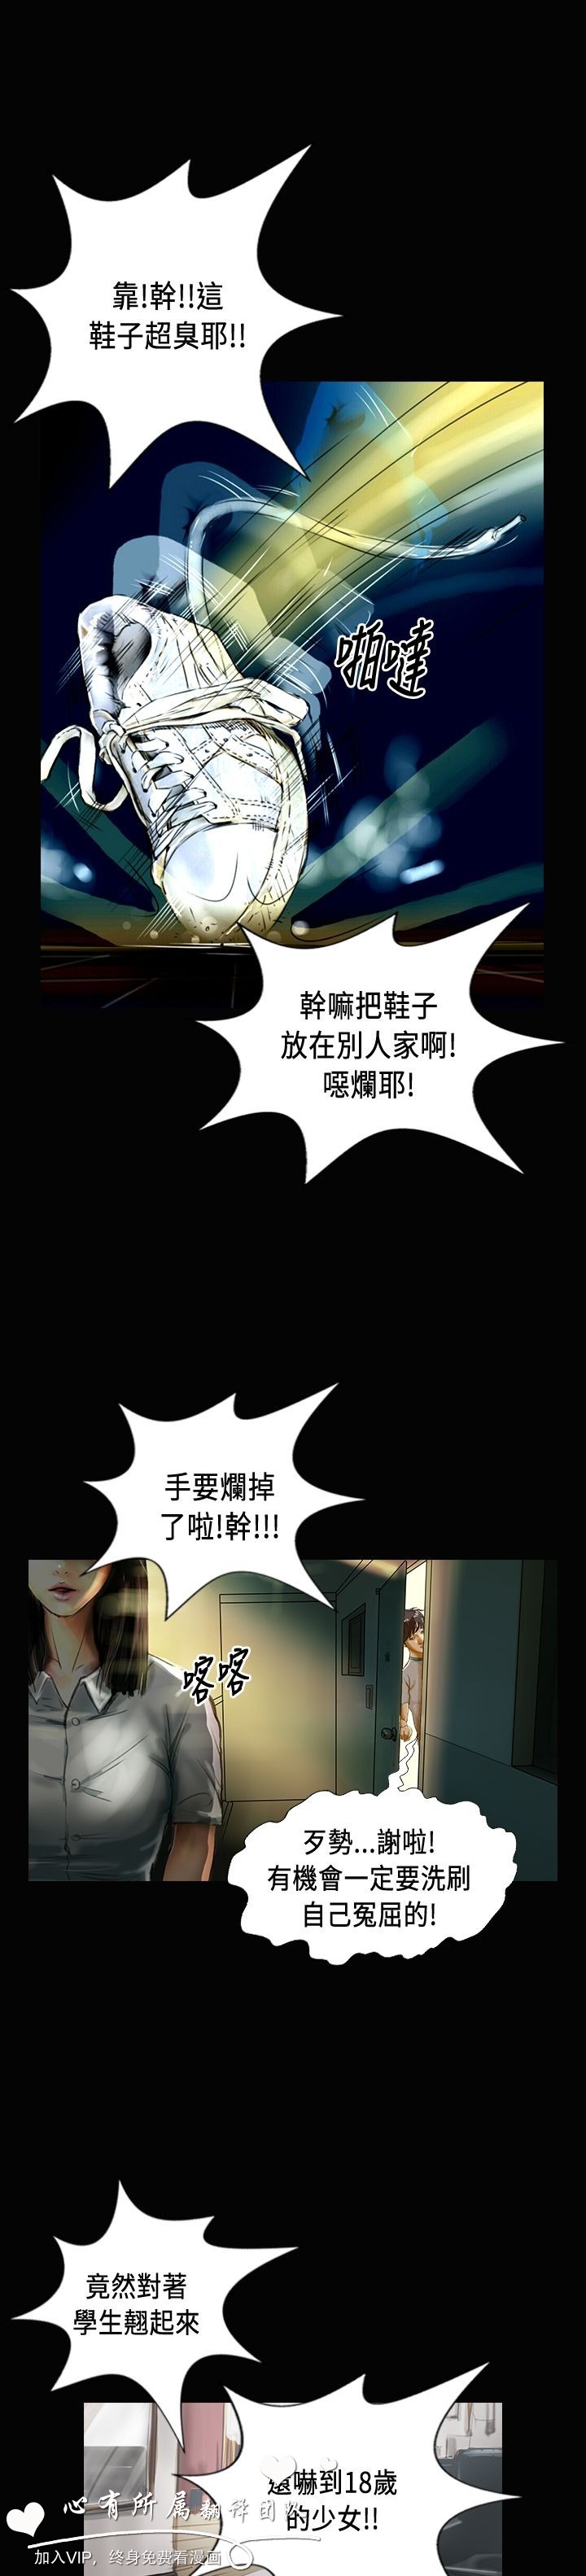 靠!幹!!這
鞋子超臭耶!!
啪噠
幹嘛把鞋子
放在別人家啊!
噁爛耶!
手要爛掉
了啦!幹!!!
喀喀
歹勢...謝啦!
有機會一定要洗刷
自己冤屈的!
竟然對著
學生翹起來
還嚇到18歲
的少女!!
心有所属翻译团队
加入VIP，终身免费看漫画